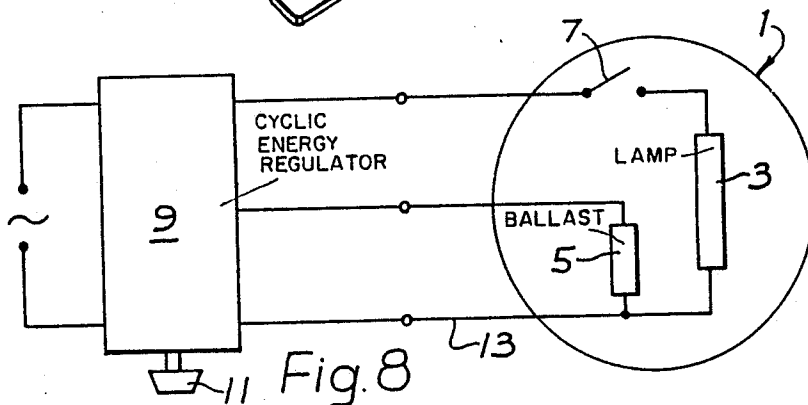 1
7
CYCLIC
ENERGY
REGULATOR
LAMP
3
9
~
BALLAST
5
13
11
Fig. 8